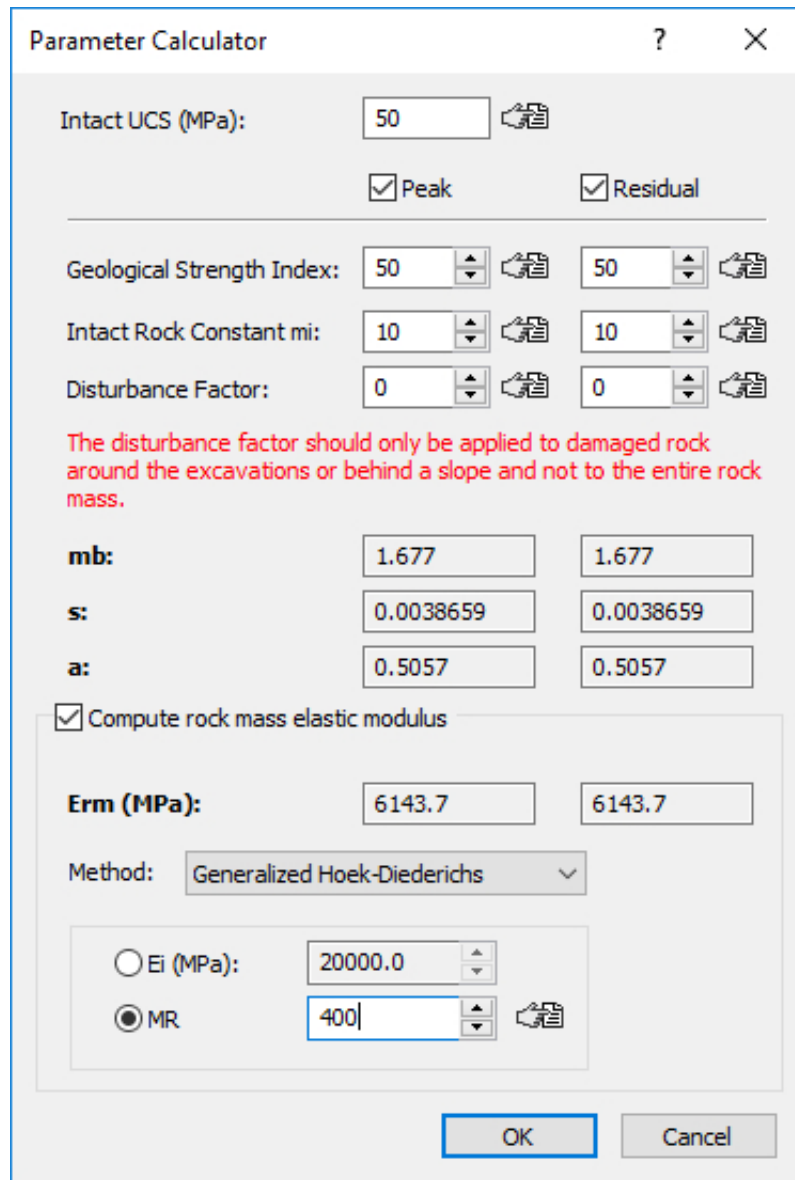 Parameter Calculator ? ×
Intact UCS (MPa): 50
Peak Residual
Geological Strength Index: 50 50
Intact Rock Constant mi: 10 10
Disturbance Factor: 0 0
The disturbance factor should only be applied to damaged rock
around the excavations or behind a slope and not to the entire rock
mass.
mb: 1.677 1.677
s: 0.0038659 0.0038659
a: 0.5057 0.5057
Compute rock mass elastic modulus
Erm (MPa): 6143.7 6143.7
Method: Generalized Hoek-Diederichs
Ei (MPa): 20000.0
MR 400
OK Cancel